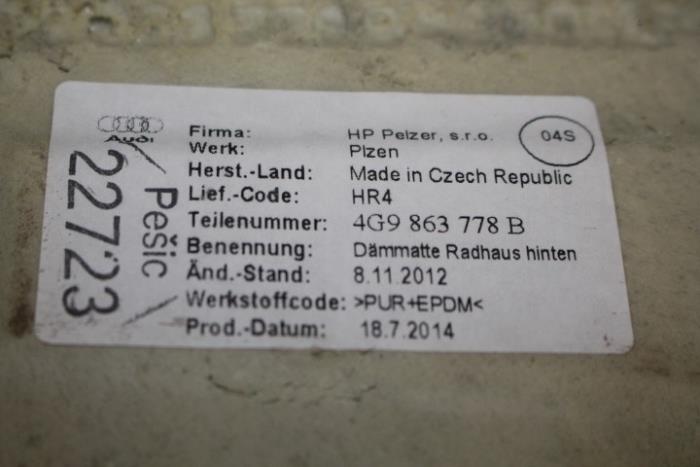 Audi
22723
Pešic
Firma: HP Pelzer, s.r.o.
04S
Werk: Plzen
Herst.-Land: Made in Czech Republic
Lief.-Code: HR4
Teilenummer: 4G9 863 778 B
Benennung: Dämmatte Radhaus hinten
Änd.-Stand: 8.11.2012
Werkstoffcode: >PUR+EPDM<
Prod.-Datum: 18.7.2014